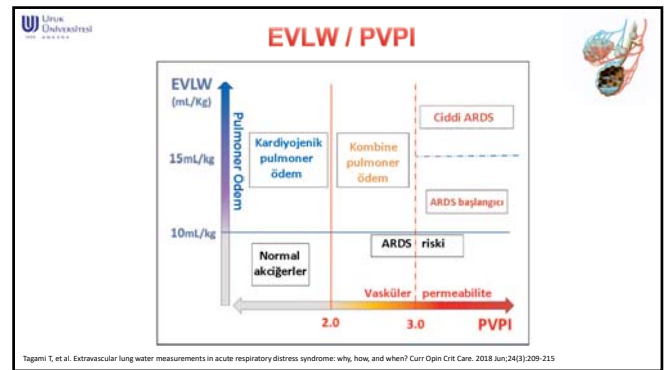 Ufuk
Üniversitesi
ANKARA
EVLW / PVPI
EVLW
(mL/Kg)
Pulmoner Ödem
15mL/kg
10mL/kg
Kardiyojenik
pulmoner
ödem
Kombine
pulmoner
ödem
Ciddi ARDS
ARDS başlangıcı
Normal
akciğerler
ARDS riski
Vasküler permeabilite
2.0
3.0
PVPI
Tagami T, et al. Extravascular lung water measurements in acute respiratory distress syndrome: why, how, and when? Curr Opin Crit Care. 2018 Jun;24(3):209-215